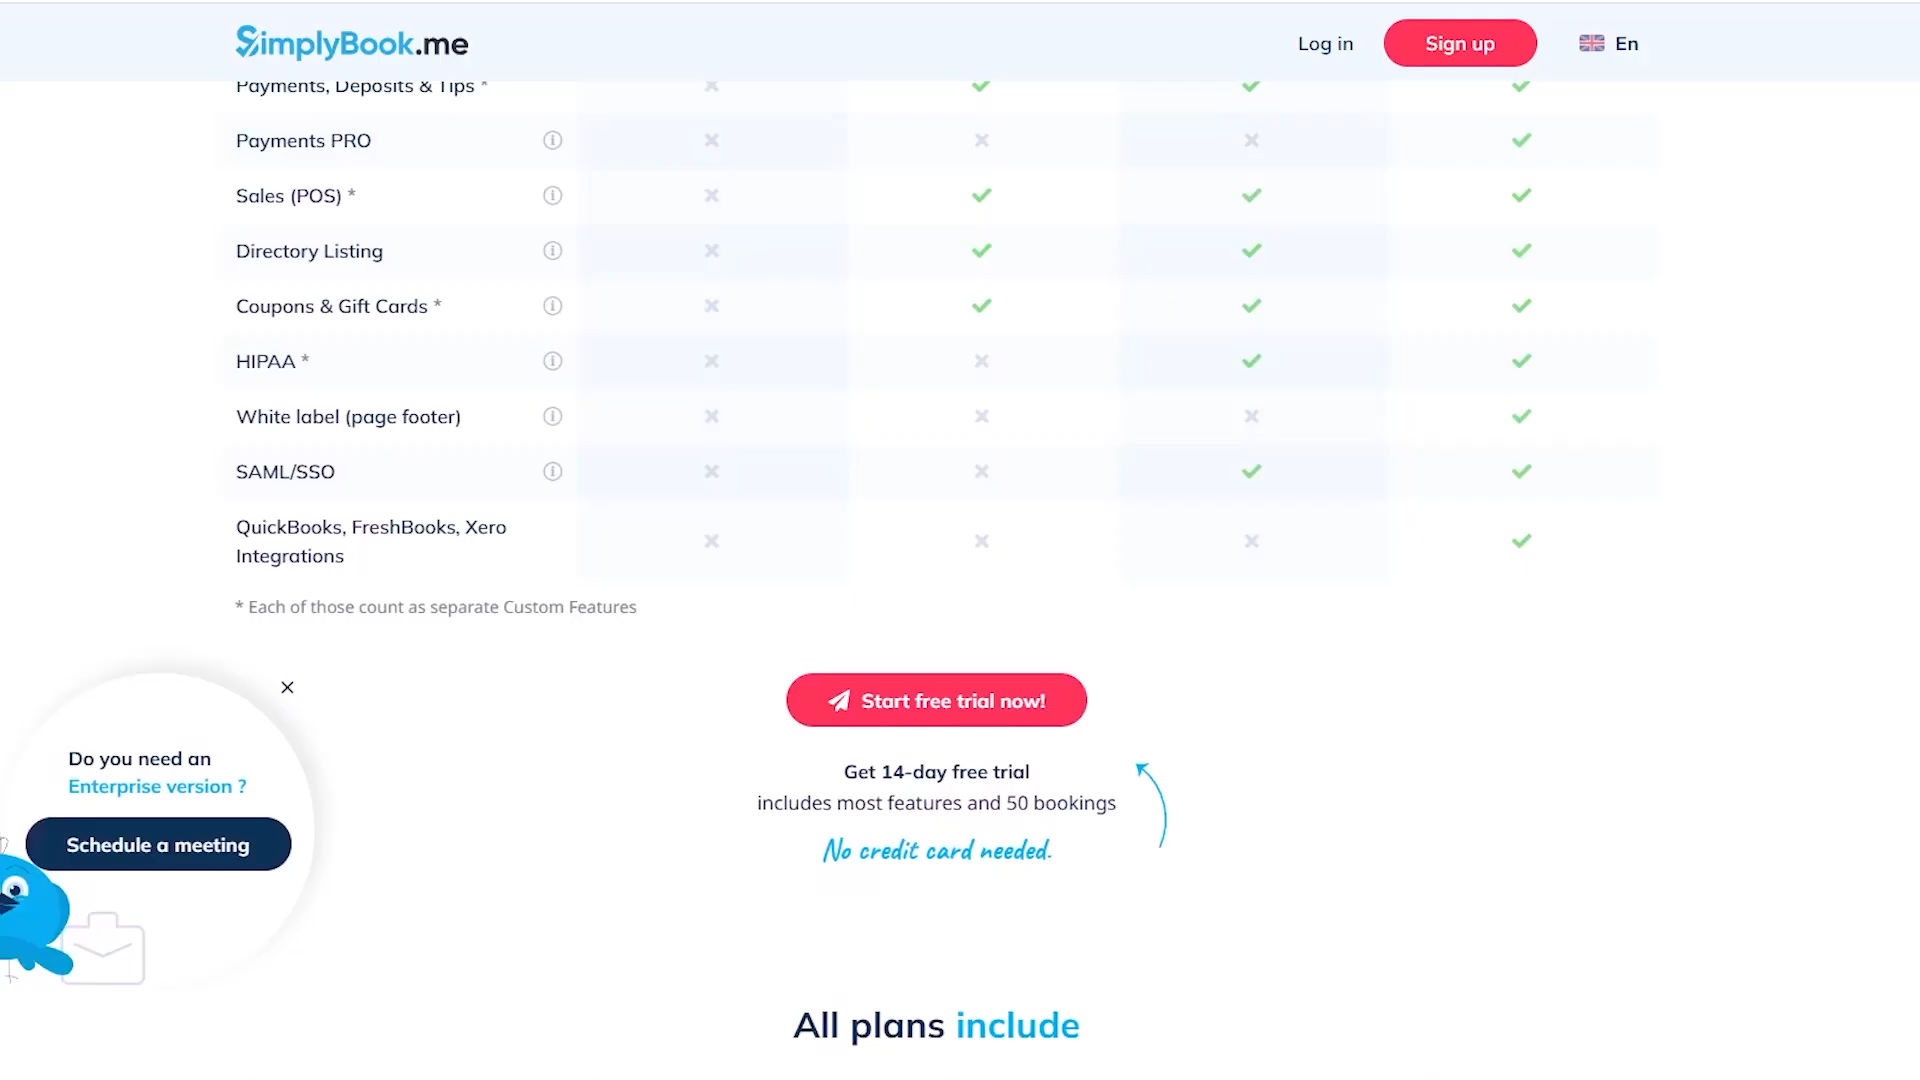 SimplyBook.me
Log in
Sign up
En
Payments, Deposits & Tips *
Payments PRO
Sales (POS) *
Directory Listing
Coupons & Gift Cards *
HIPAA *
White label (page footer)
SAML/SSO
QuickBooks, FreshBooks, Xero
Integrations
* Each of those count as separate Custom Features
Start free trial now!
Get 14-day free trial
includes most features and 50 bookings
No credit card needed.
Do you need an
Enterprise version ?
Schedule a meeting
All plans include